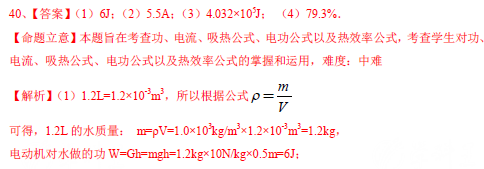 40、【答案】（1）6J；（2）5.5A；（3）4.032×10⁵J； （4）79.3%.
【命题立意】本题旨在考查功、电流、吸热公式、电功公式以及热效率公式，考查学生对功、
电流、吸热公式、电功公式以及热效率公式的掌握和运用，难度：中难
【解析】（1）1.2L=1.2×10⁻³m³，所以根据公式 ρ=m/V
可得，1.2L 的水质量： m=ρV=1.0×10³kg/m³×1.2×10⁻³m³=1.2kg，
电动机对水做的功 W=Gh=mgh=1.2kg×10N/kg×0.5m=6J；